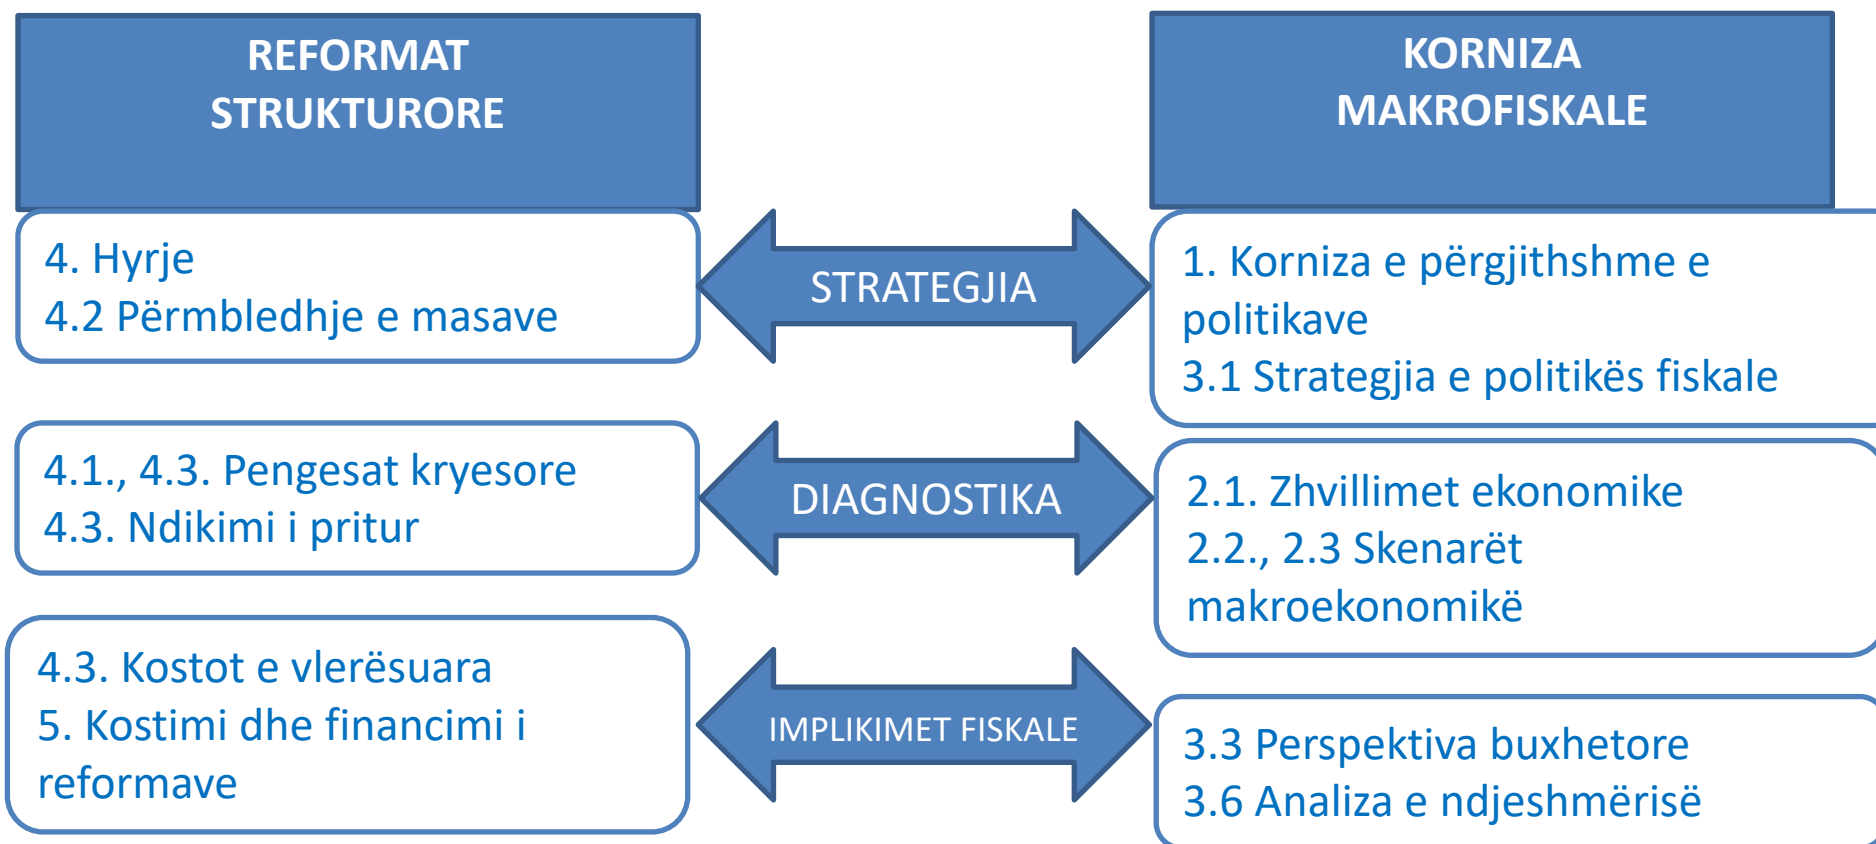 REFORMAT
STRUKTURORE
KORNIZA
MAKROFISKALE
4. Hyrje
4.2 Përmbledhje e masave
STRATEGJIA
1. Korniza e përgjithshme e
politikave
3.1 Strategjia e politikës fiskale
4.1., 4.3. Pengesat kryesore
4.3. Ndikimi i pritur
DIAGNOSTIKA
2.1. Zhvillimet ekonomike
2.2., 2.3 Skenarët
makroekonomikë
4.3. Kostot e vlerësuara
5. Kostimi dhe financimi i
reformave
IMPLIKIMET FISKALE
3.3 Perspektiva buxhetore
3.6 Analiza e ndjeshmërisë